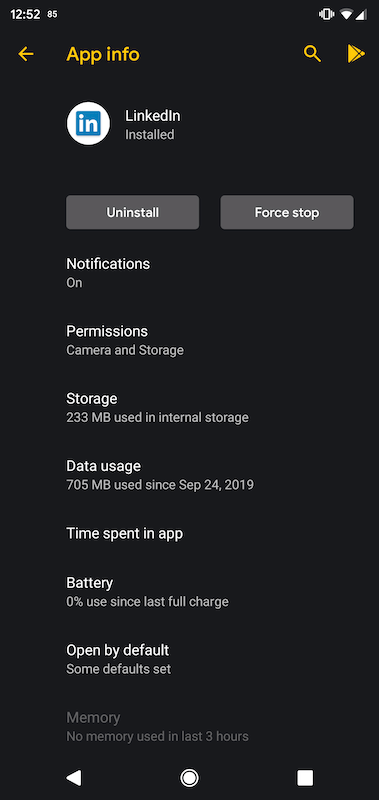 12:52 85
App info
in
LinkedIn
Installed
Uninstall
Force stop
Notifications
On
Permissions
Camera and Storage
Storage
233 MB used in internal storage
Data usage
705 MB used since Sep 24, 2019
Time spent in app
Battery
0% use since last full charge
Open by default
Some defaults set
Memory
No memory used in last 3 hours